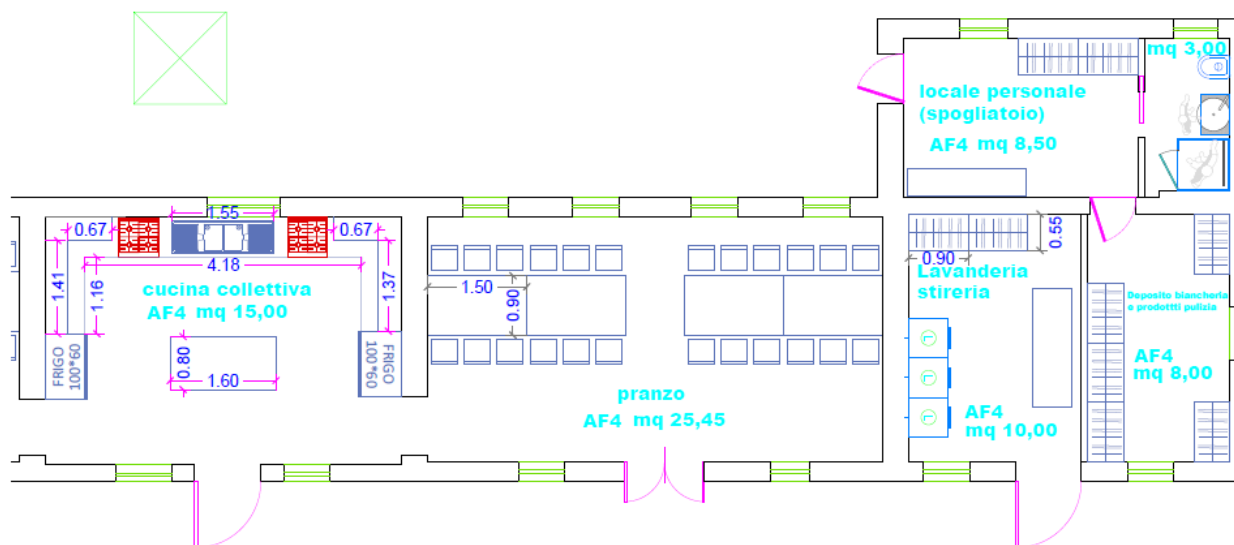 mq 3,00
locale personale
(spogliatoio)
AF4 mq 8,50
1.55
0.67
0.67
4.18
1.41
1.16
1.37
cucina collettiva
AF4 mq 15,00
0.80
1.60
FRIGO
100*60
FRIGO
100*60
1.50
0.90
pranzo
AF4 mq 25,45
0.55
0.90
Lavanderia
stireria
L
L
L
AF4
mq 10,00
Deposito biancheria
o prodottti pulizia
AF4
mq 8,00